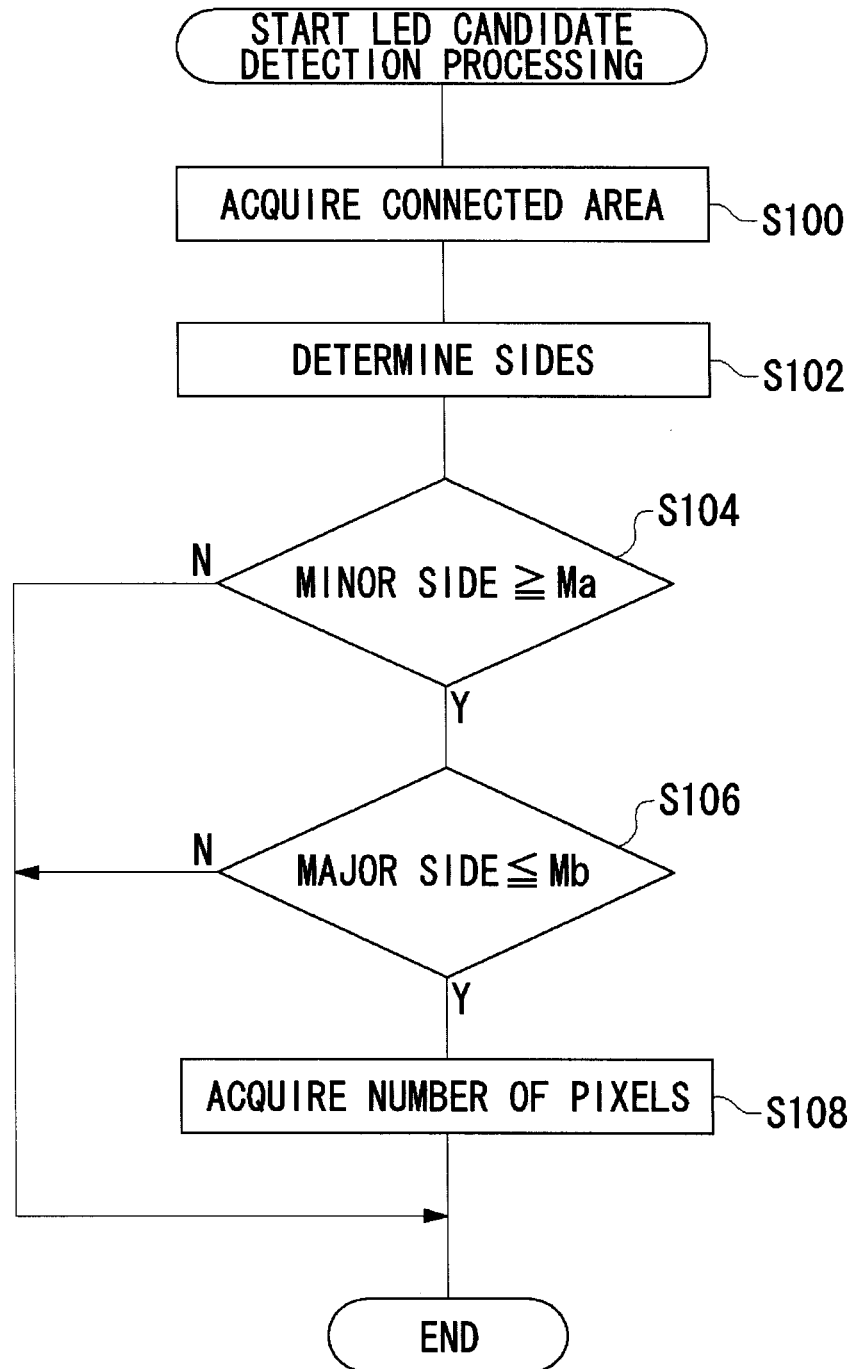 START LED CANDIDATE
DETECTION PROCESSING
ACQUIRE CONNECTED AREA
S100
DETERMINE SIDES
S102
S104
N
MINOR SIDE ≧ Ma
Y
S106
N
MAJOR SIDE ≦ Mb
Y
ACQUIRE NUMBER OF PIXELS
S108
END